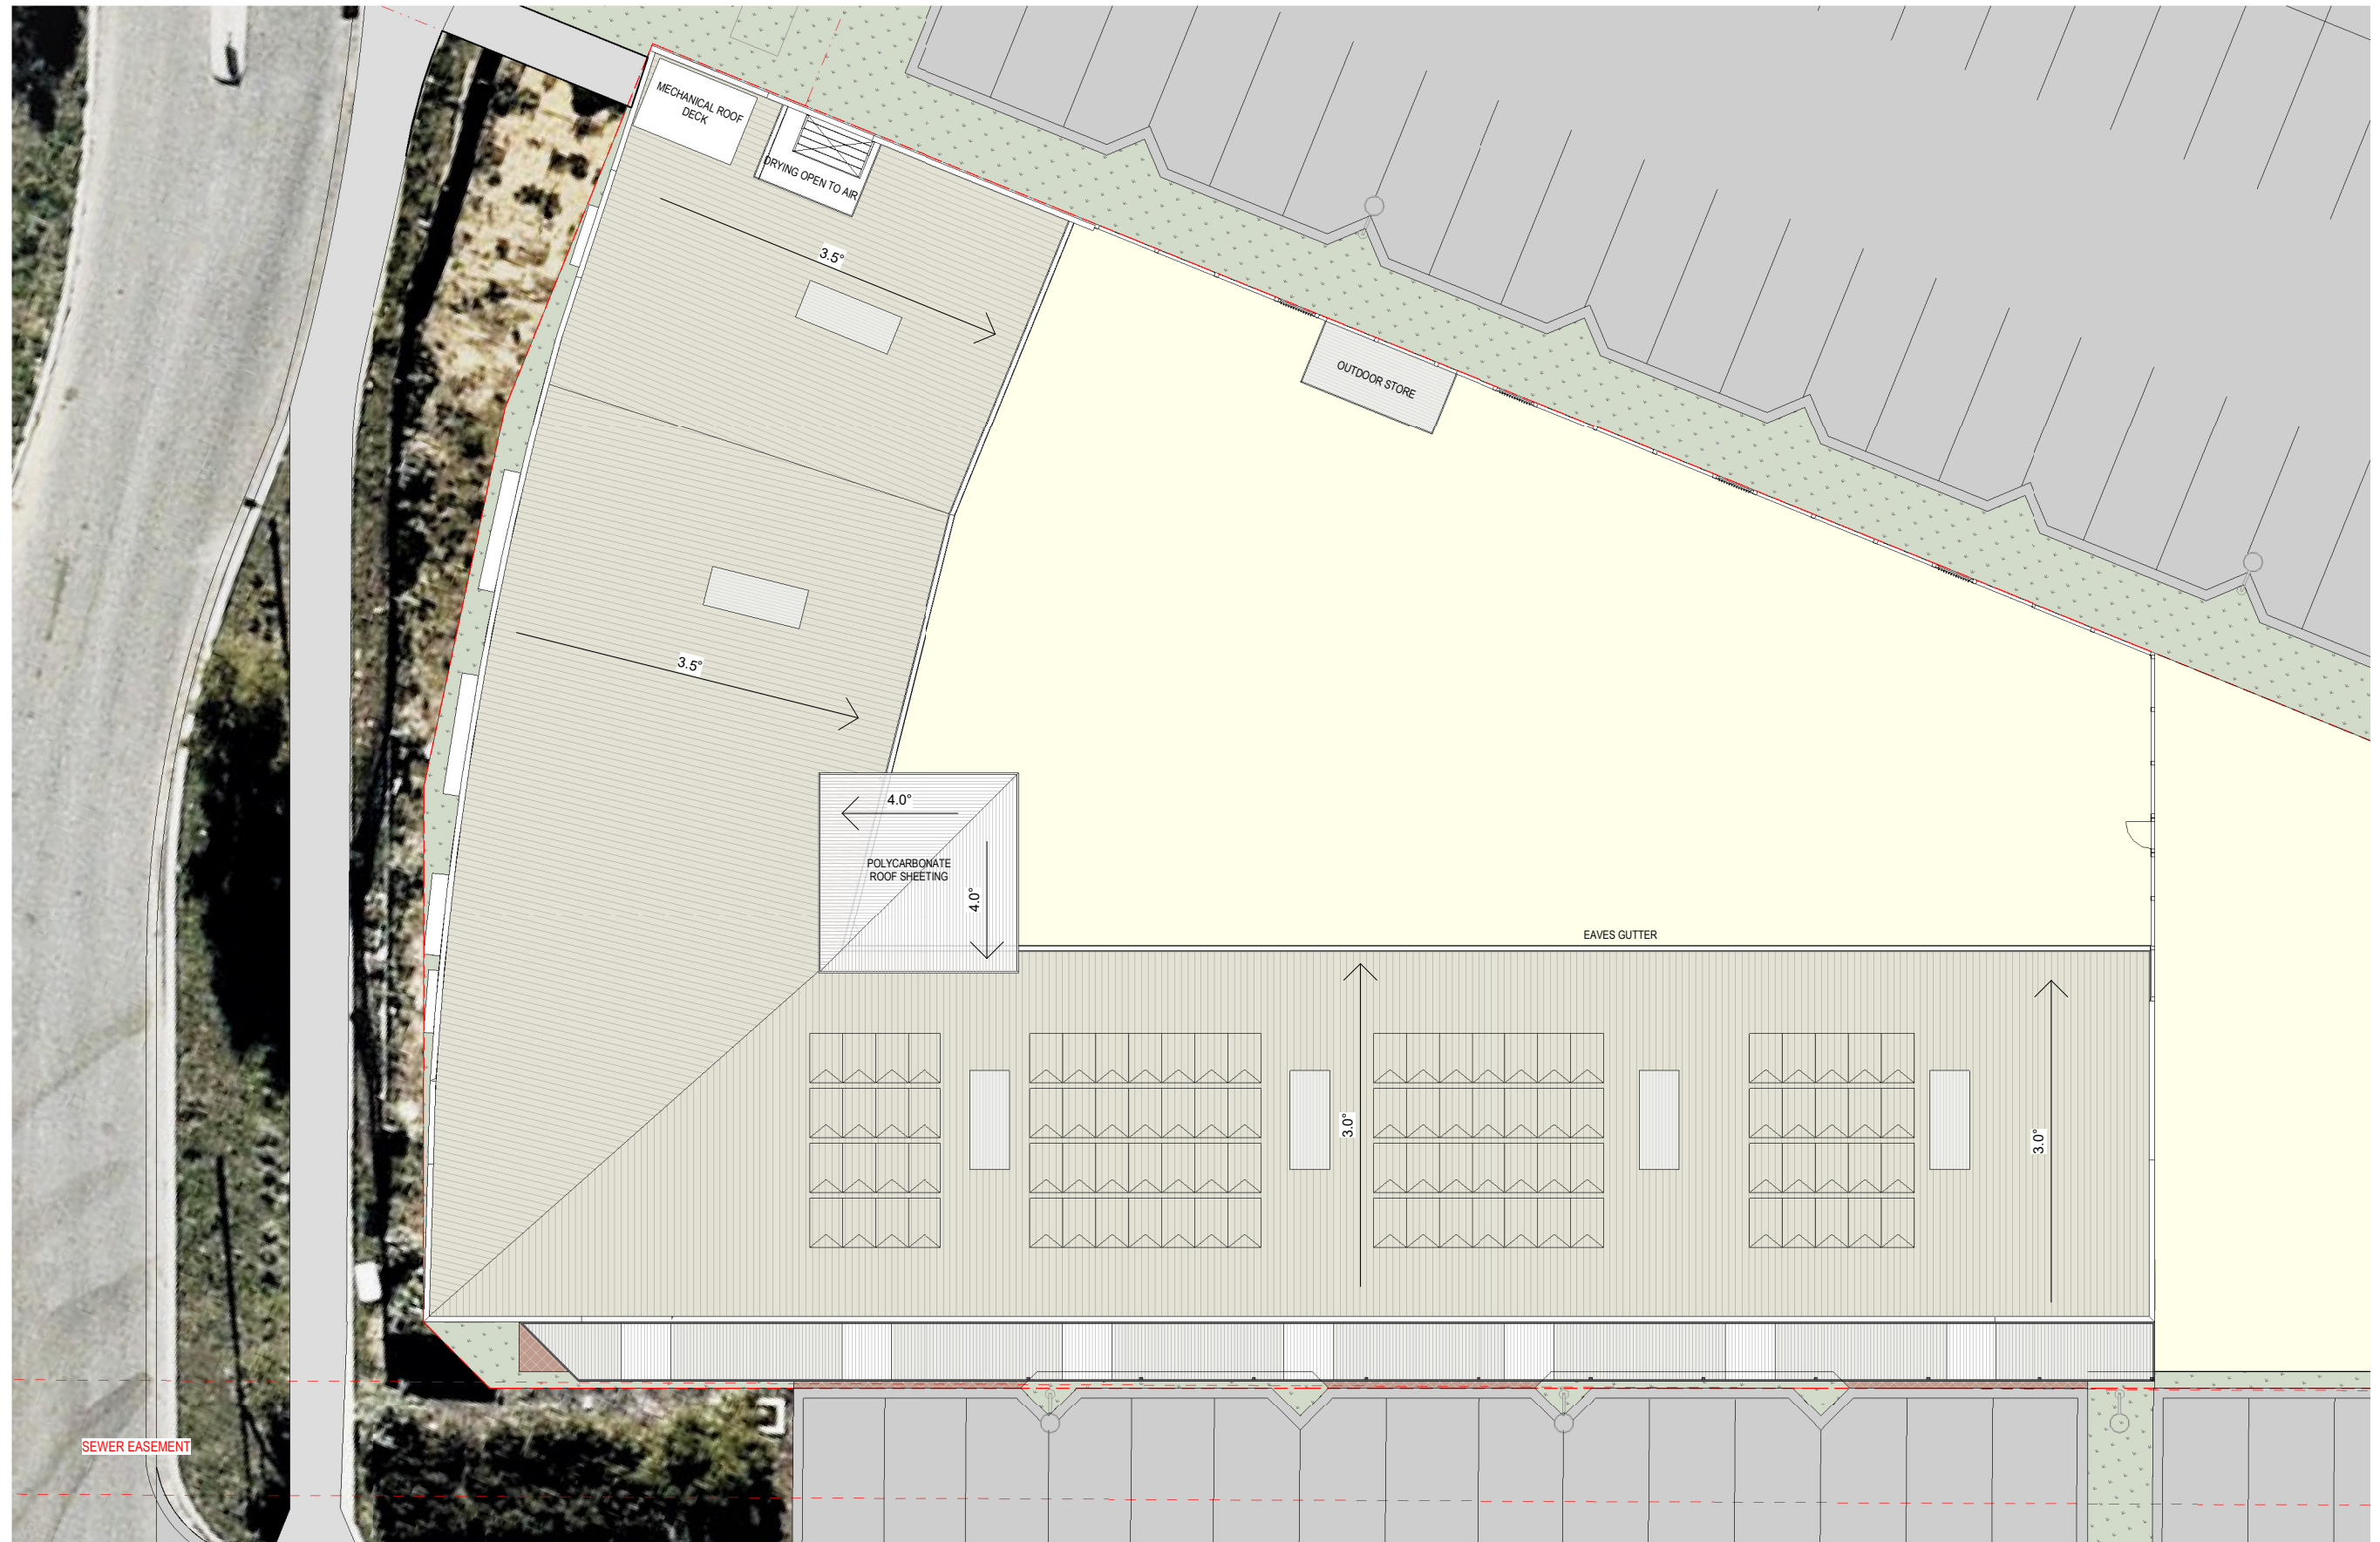 MECHANICAL ROOF
DECK
DRYING OPEN TO AIR
3.5°
OUTDOOR STORE
3.5°
4.0°
POLYCARBONATE
ROOF SHEETING
4.0°
EAVES GUTTER
3.0°
3.0°
SEWER EASEMENT